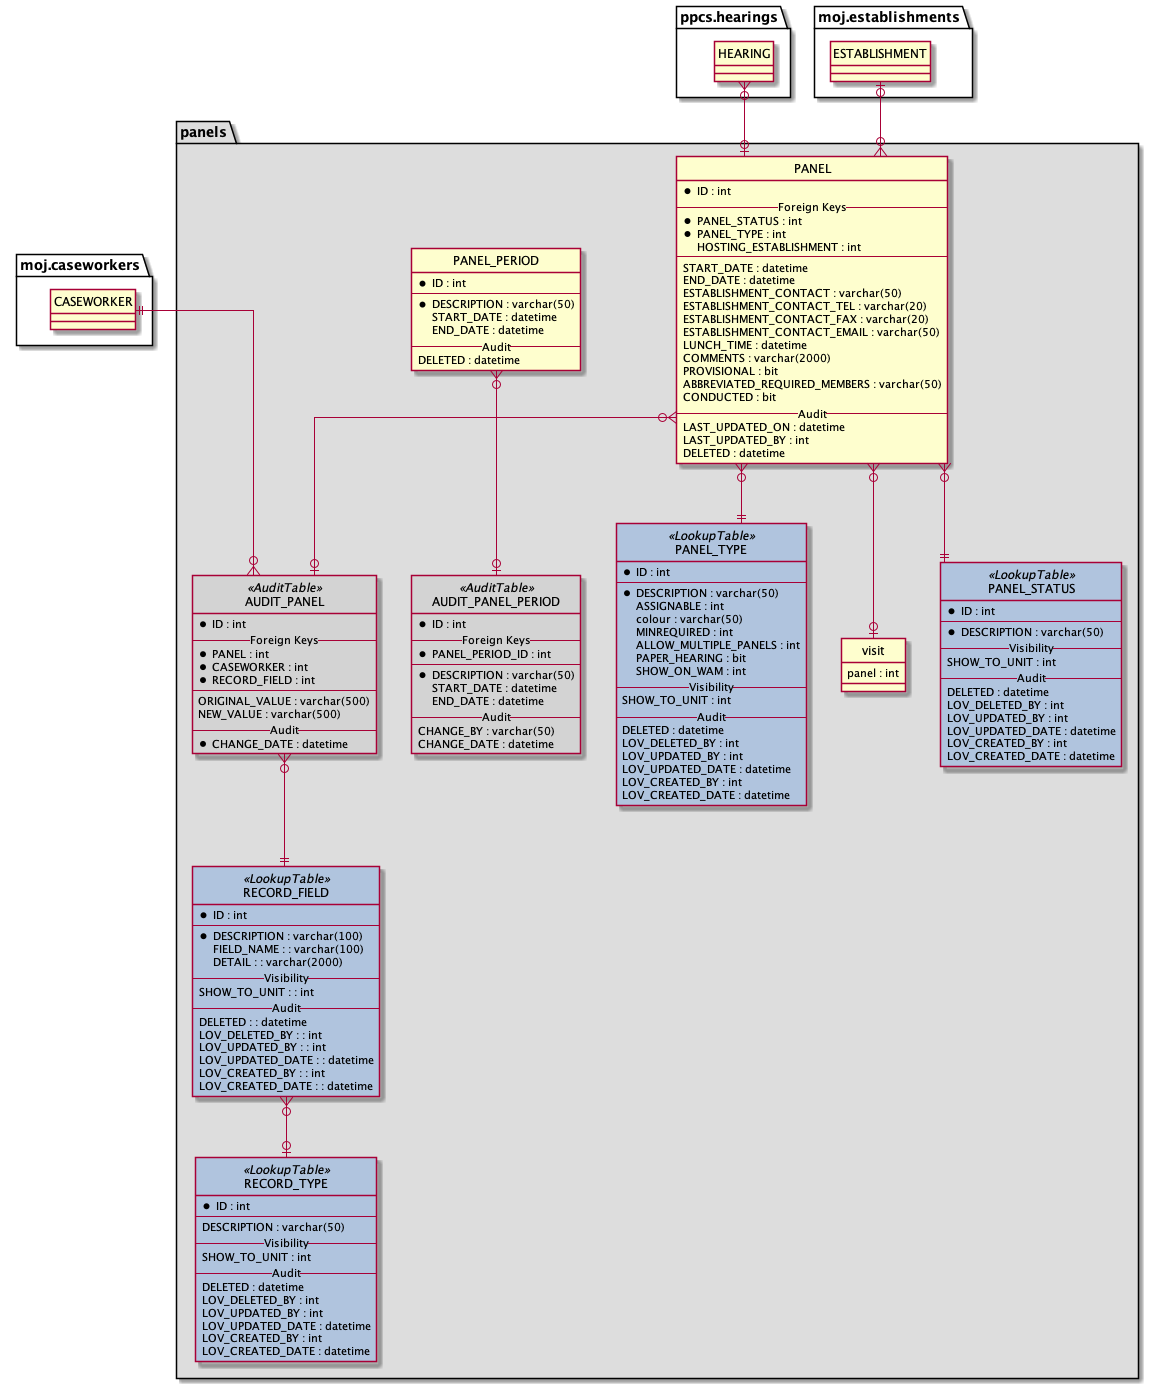 ppcs.hearings
HEARING
moj.establishments
ESTABLISHMENT
panels
PANEL
ID : int
Foreign Keys
PANEL_STATUS : int
PANEL_TYPE : int
HOSTING_ESTABLISHMENT : int
START_DATE : datetime
END_DATE : datetime
ESTABLISHMENT_CONTACT : varchar(50)
ESTABLISHMENT_CONTACT_TEL : varchar(20)
ESTABLISHMENT_CONTACT_FAX : varchar(20)
ESTABLISHMENT_CONTACT_EMAIL : varchar(50)
LUNCH_TIME : datetime
COMMENTS : varchar(2000)
PROVISIONAL : bit
ABBREVIATED_REQUIRED_MEMBERS : varchar(50)
CONDUCTED : bit
Audit
LAST_UPDATED_ON : datetime
LAST_UPDATED_BY : int
DELETED : datetime
moj.caseworkers
CASEWORKER
PANEL_PERIOD
ID : int
DESCRIPTION : varchar(50)
START_DATE : datetime
END_DATE : datetime
Audit
DELETED : datetime
«AuditTable»
AUDIT_PANEL
ID : int
Foreign Keys
PANEL : int
CASEWORKER : int
RECORD_FIELD : int
ORIGINAL_VALUE : varchar(500)
NEW_VALUE : varchar(500)
Audit
CHANGE_DATE : datetime
«AuditTable»
AUDIT_PANEL_PERIOD
ID : int
Foreign Keys
PANEL_PERIOD_ID : int
DESCRIPTION : varchar(50)
START_DATE : datetime
END_DATE : datetime
Audit
CHANGE_BY : varchar(50)
CHANGE_DATE : datetime
«LookupTable»
PANEL_TYPE
ID : int
DESCRIPTION : varchar(50)
ASSIGNABLE : int
colour : varchar(50)
MINREQUIRED : int
ALLOW_MULTIPLE_PANELS : int
PAPER_HEARING : bit
SHOW_ON_WAM : int
Visibility
SHOW_TO_UNIT : int
Audit
DELETED : datetime
LOV_DELETED_BY : int
LOV_UPDATED_BY : int
LOV_UPDATED_DATE : datetime
LOV_CREATED_BY : int
LOV_CREATED_DATE : datetime
visit
panel : int
«LookupTable»
PANEL_STATUS
ID : int
DESCRIPTION : varchar(50)
Visibility
SHOW_TO_UNIT : int
Audit
DELETED : datetime
LOV_DELETED_BY : int
LOV_UPDATED_BY : int
LOV_UPDATED_DATE : datetime
LOV_CREATED_BY : int
LOV_CREATED_DATE : datetime
«LookupTable»
RECORD_FIELD
ID : int
DESCRIPTION : varchar(100)
FIELD_NAME : : varchar(100)
DETAIL : : varchar(2000)
Visibility
SHOW_TO_UNIT : : int
Audit
DELETED : : datetime
LOV_DELETED_BY : : int
LOV_UPDATED_BY : : int
LOV_UPDATED_DATE : : datetime
LOV_CREATED_BY : : int
LOV_CREATED_DATE : : datetime
«LookupTable»
RECORD_TYPE
ID : int
DESCRIPTION : varchar(50)
Visibility
SHOW_TO_UNIT : int
Audit
DELETED : datetime
LOV_DELETED_BY : int
LOV_UPDATED_BY : int
LOV_UPDATED_DATE : datetime
LOV_CREATED_BY : int
LOV_CREATED_DATE : datetime